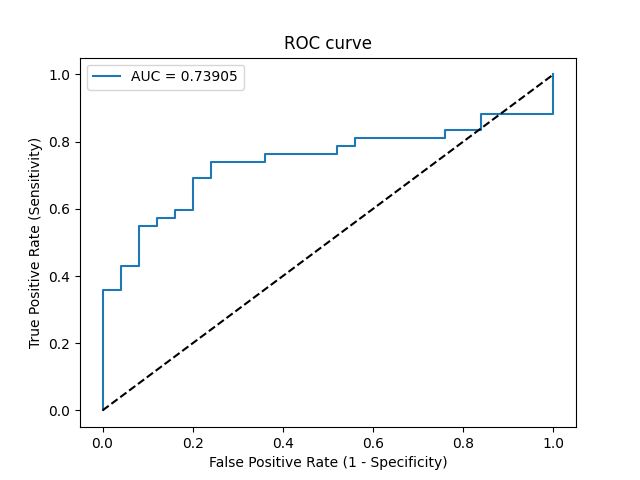 ROC curve
AUC = 0.73905
True Positive Rate (Sensitivity)
1.0
0.8
0.6
0.4
0.2
0.0
0.0 0.2 0.4 0.6 0.8 1.0
False Positive Rate (1 - Specificity)